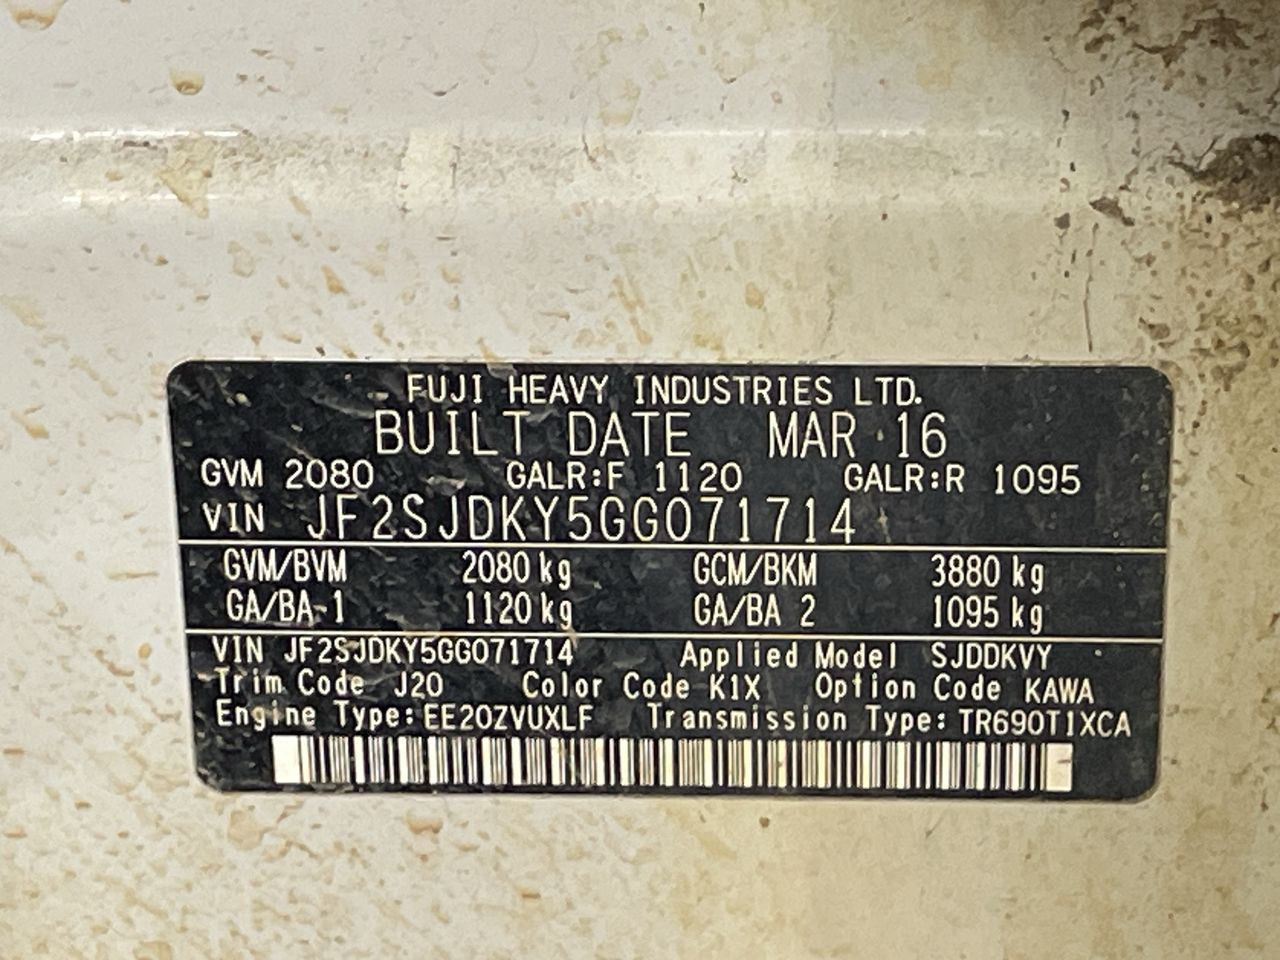 FUJI HEAVY INDUSTRIES LTD.
BUILT DATE MAR 16
GVM 2080 GALR:F 1120 GALR:R 1095
VIN JF2SJDKY5GG071714
GVM/BVM 2080 kg GCM/BKM 3880 kg
GA/BA 1 1120 kg GA/BA 2 1095 kg
VIN JF2SJDKY5GG071714 Applied Model SJDDKVY
Trim Code J20 Color Code K1X Option Code KAWA
Engine Type: EE20ZVUXLF Transmission Type: TR690T1XCA